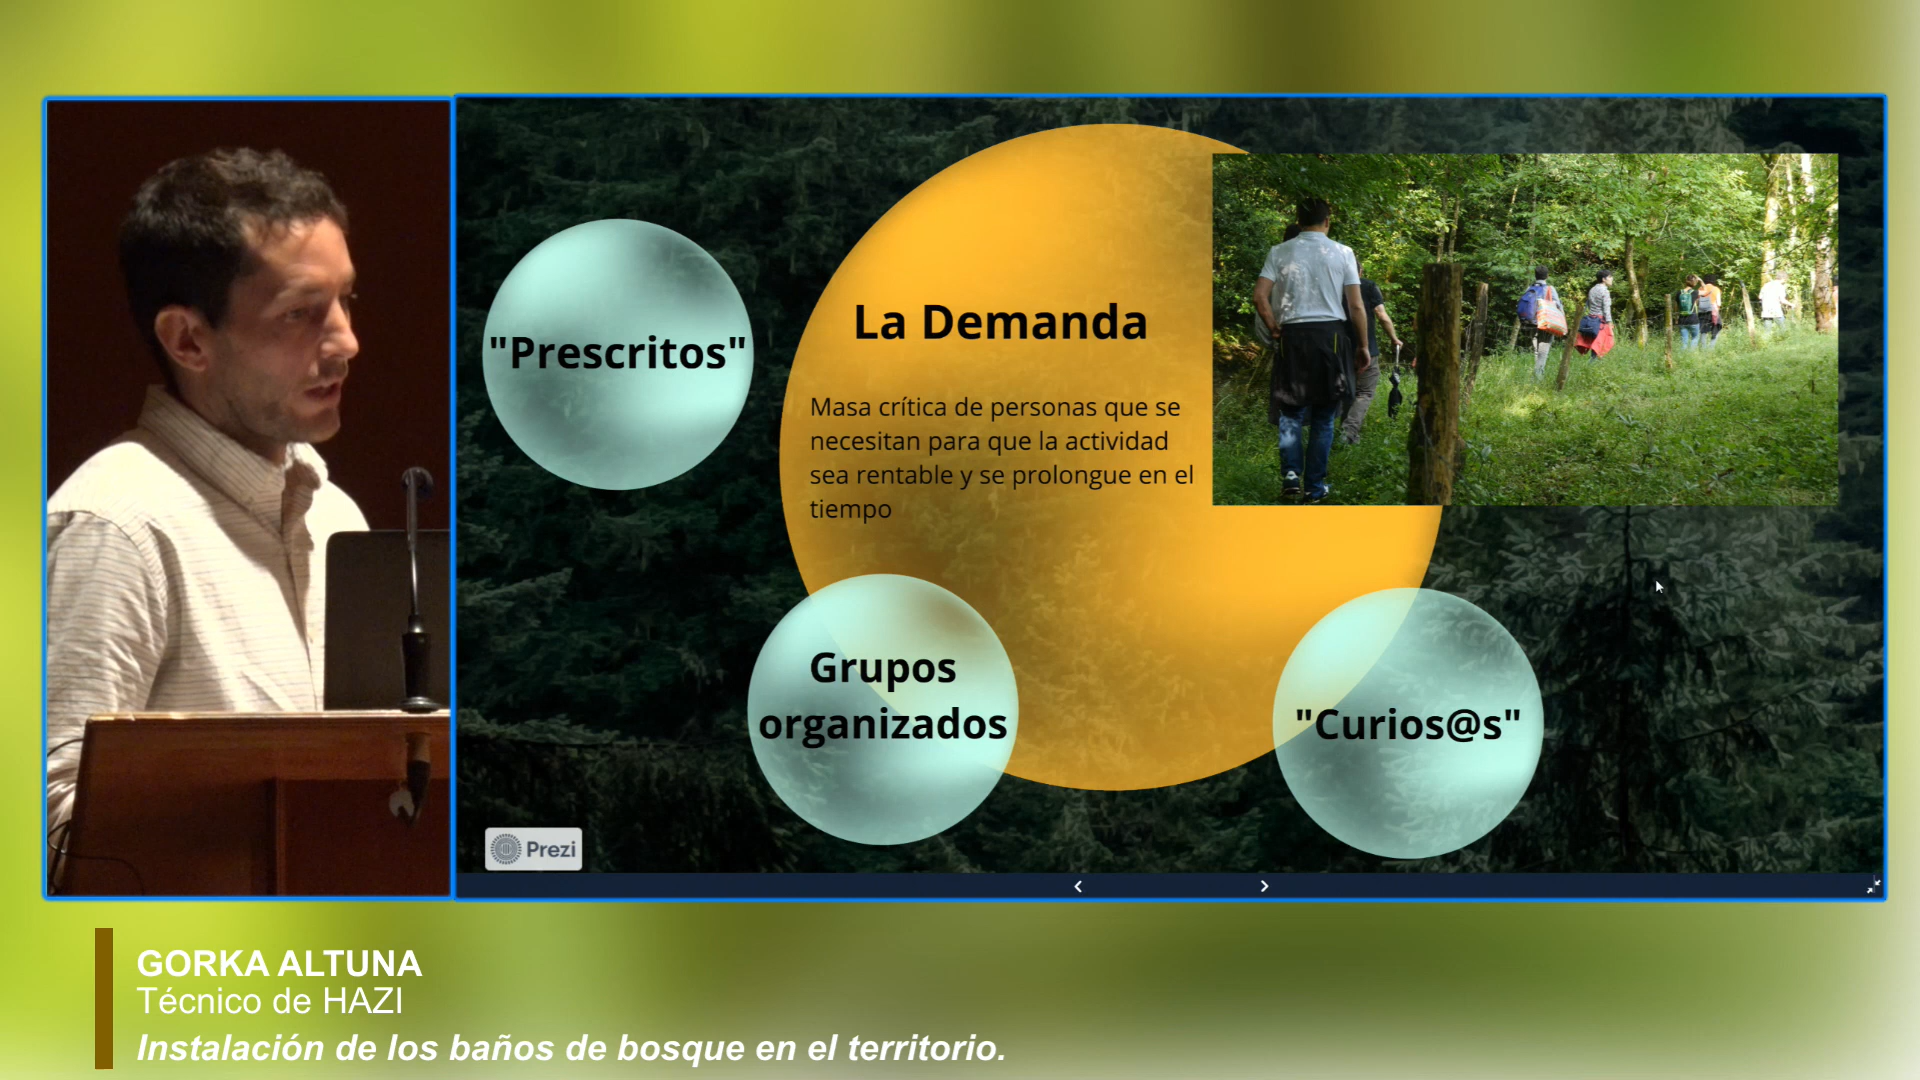 "Prescritos"
La Demanda
Masa crítica de personas que se
necesitan para que la actividad
sea rentable y se prolongue en el
tiempo
Grupos
organizados
"Curios@s"
Prezi
GORKA ALTUNA
Técnico de HAZI
Instalación de los baños de bosque en el territorio.